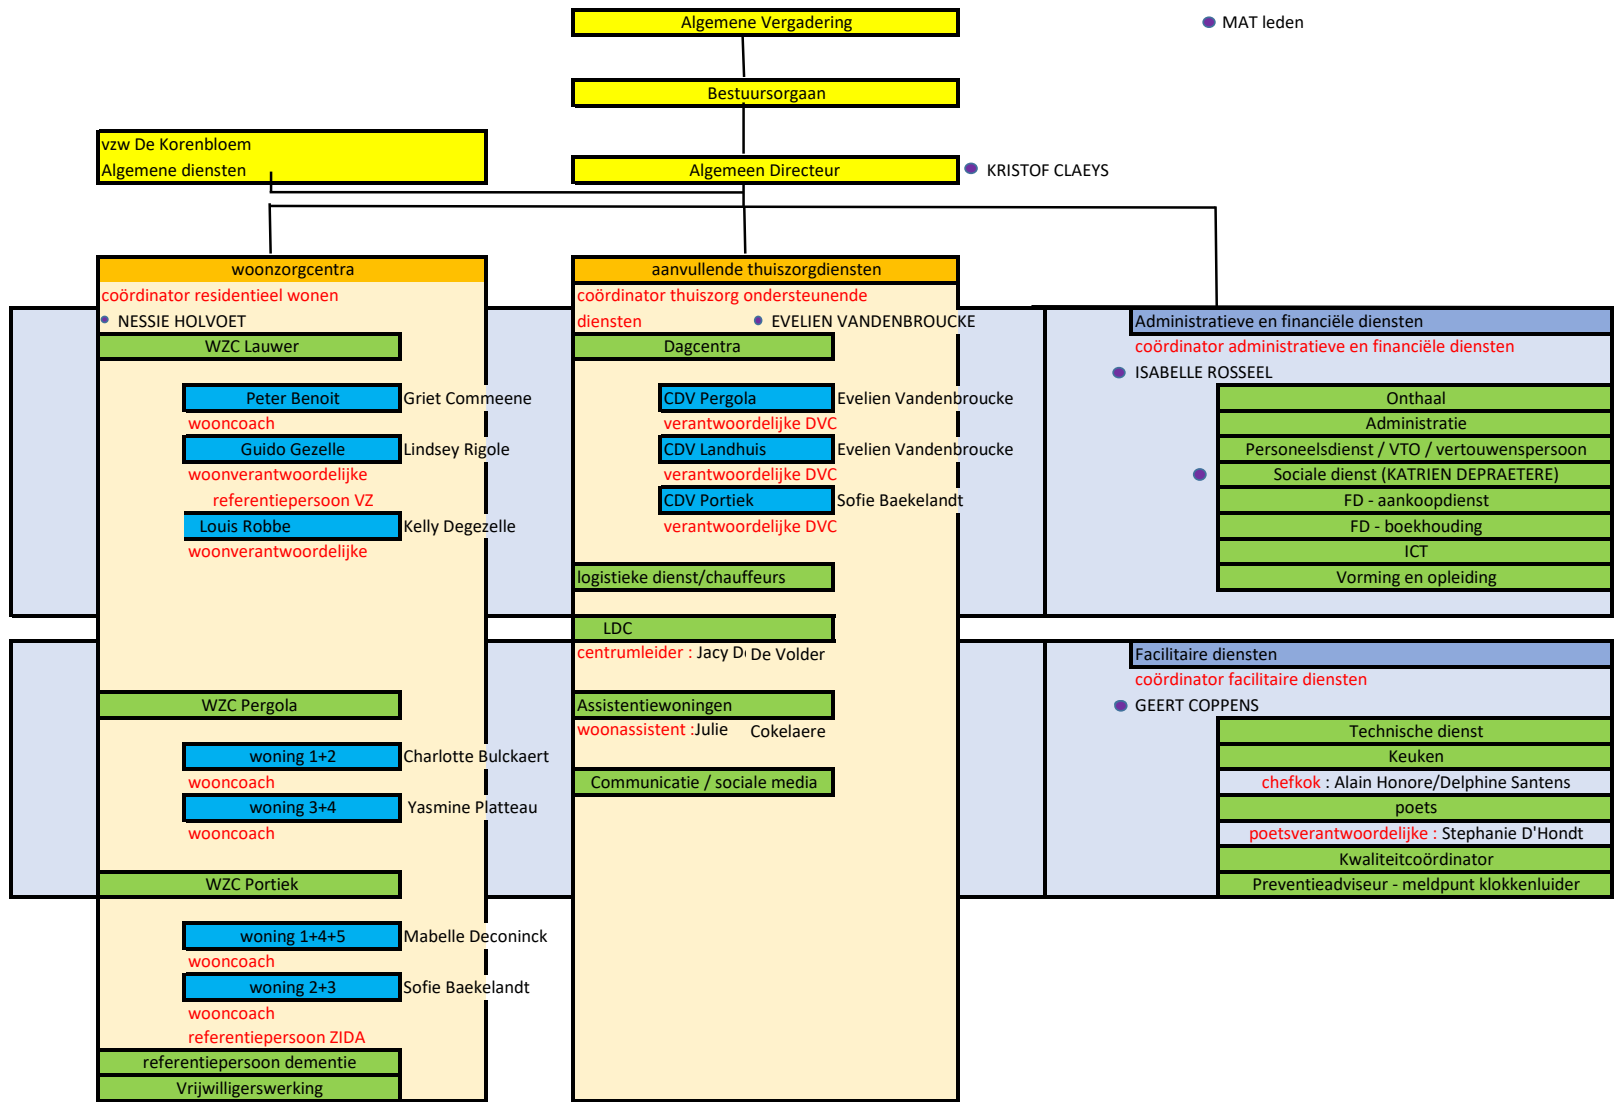 Algemene Vergadering
MAT leden
Bestuursorgaan
vzw De Korenbloem
Algemene diensten
Algemeen Directeur
KRISTOF CLAEYS
woonzorgcentra
coördinator residentieel wonen
NESSIE HOLVOET
WZC Lauwer
Peter Benoit
Griet Commeene
wooncoach
Guido Gezelle
Lindsey Rigole
woonverantwoordelijke
referentiepersoon VZ
Louis Robbe
Kelly Degezelle
woonverantwoordelijke
WZC Pergola
woning 1+2
Charlotte Bulckaert
wooncoach
woning 3+4
Yasmine Platteau
wooncoach
WZC Portiek
woning 1+4+5
Mabelle Deconinck
wooncoach
woning 2+3
Sofie Baekelandt
wooncoach
referentiepersoon ZIDA
referentiepersoon dementie
Vrijwilligerswerking
aanvullende thuiszorgdiensten
coördinator thuiszorg ondersteunende
diensten
EVELIEN VANDENBROUCKE
Dagcentra
CDV Pergola
Evelien Vandenbroucke
verantwoordelijke DVC
CDV Landhuis
Evelien Vandenbroucke
verantwoordelijke DVC
CDV Portiek
Sofie Baekelandt
verantwoordelijke DVC
logistieke dienst/chauffeurs
LDC
centrumleider : Jacy De Volder
Assistentiewoningen
woonassistent :Julie Cokelaere
Communicatie / sociale media
Administratieve en financiële diensten
coördinator administratieve en financiële diensten
ISABELLE ROSSEEL
Onthaal
Administratie
Personeelsdienst / VTO / vertouwenspersoon
Sociale dienst (KATRIEN DEPRAETERE)
FD - aankoopdienst
FD - boekhouding
ICT
Vorming en opleiding
Facilitaire diensten
coördinator facilitaire diensten
GEERT COPPENS
Technische dienst
Keuken
chefkok : Alain Honore/Delphine Santens
poets
poetsverantwoordelijke : Stephanie D'Hondt
Kwaliteitcoördinator
Preventieadviseur - meldpunt klokkenluider